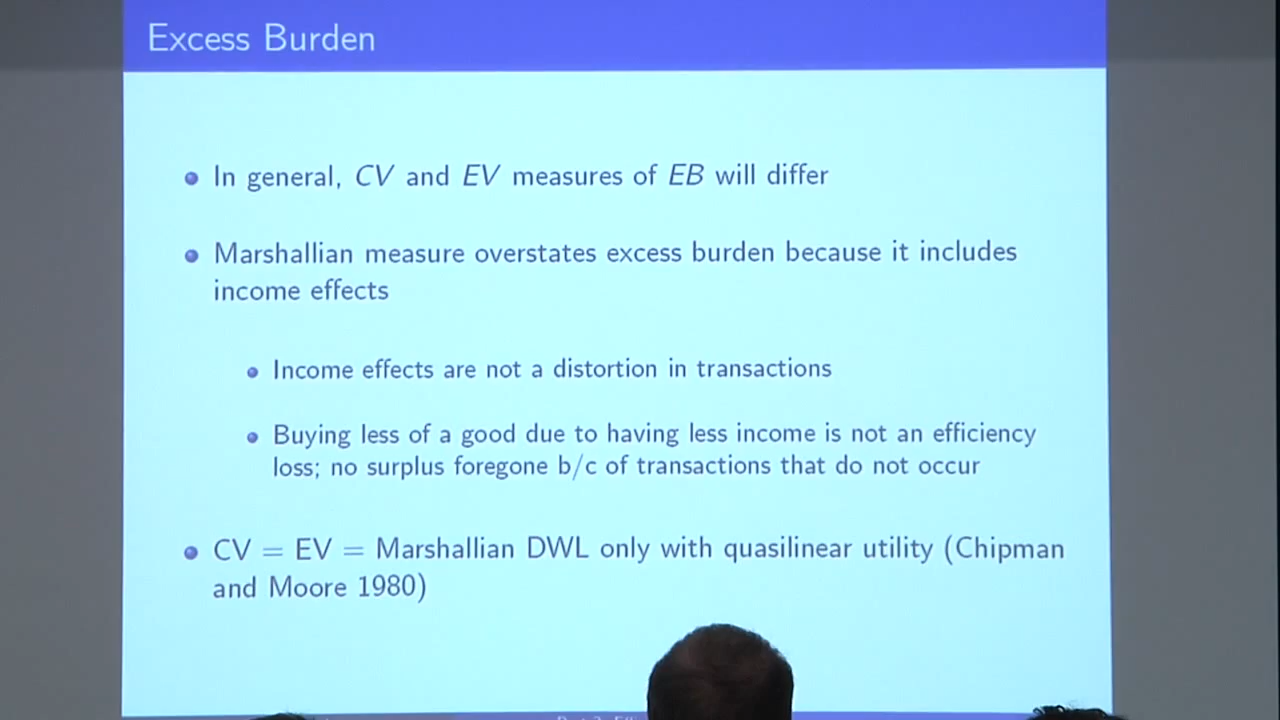 Excess Burden
In general, CV and EV measures of EB will differ
Marshallian measure overstates excess burden because it includes
income effects
Income effects are not a distortion in transactions
Buying less of a good due to having less income is not an efficiency
loss; no surplus foregone b/c of transactions that do not occur
CV = EV = Marshallian DWL only with quasilinear utility (Chipman
and Moore 1980)